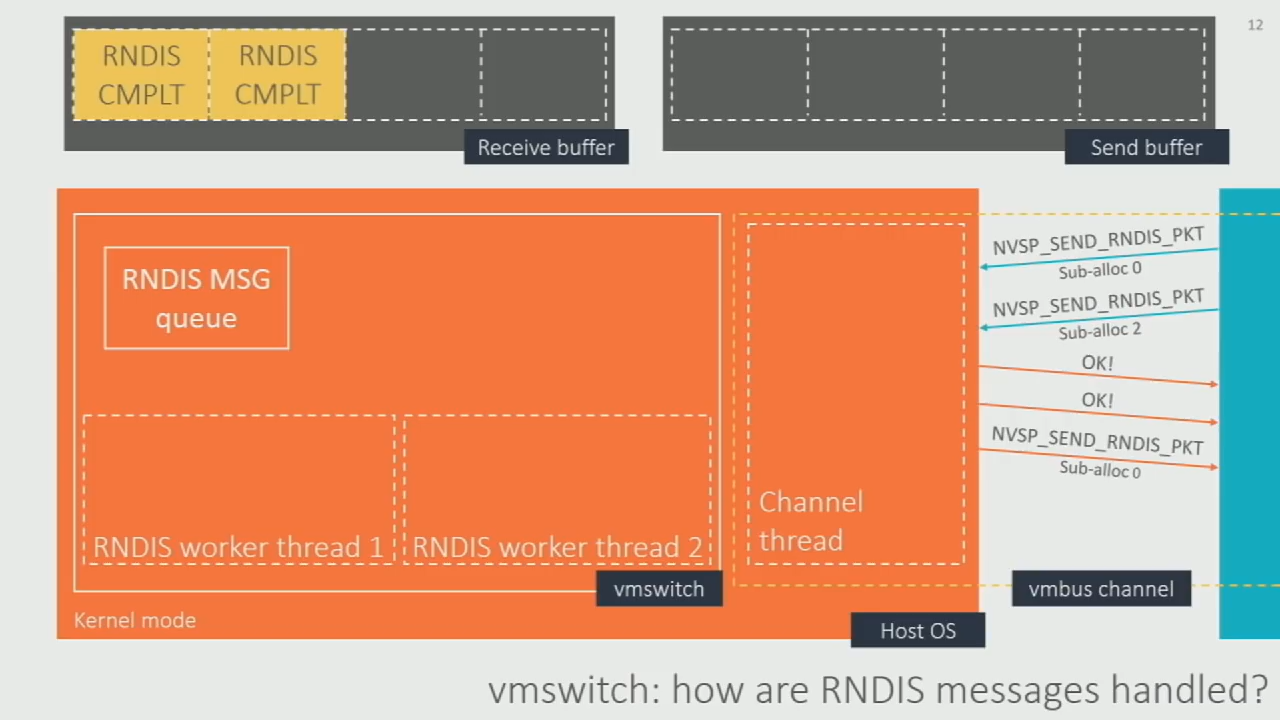 12
RNDIS
CMPLT
RNDIS
CMPLT
Receive buffer
Send buffer
RNDIS MSG
queue
RNDIS worker thread 1
RNDIS worker thread 2
vmswitch
Kernel mode
Channel
thread
Host OS
NVSP_SEND_RNDIS_PKT
Sub-alloc 0
NVSP_SEND_RNDIS_PKT
Sub-alloc 2
OK!
OK!
NVSP_SEND_RNDIS_PKT
Sub-alloc 0
vmbus channel
vmswitch: how are RNDIS messages handled?